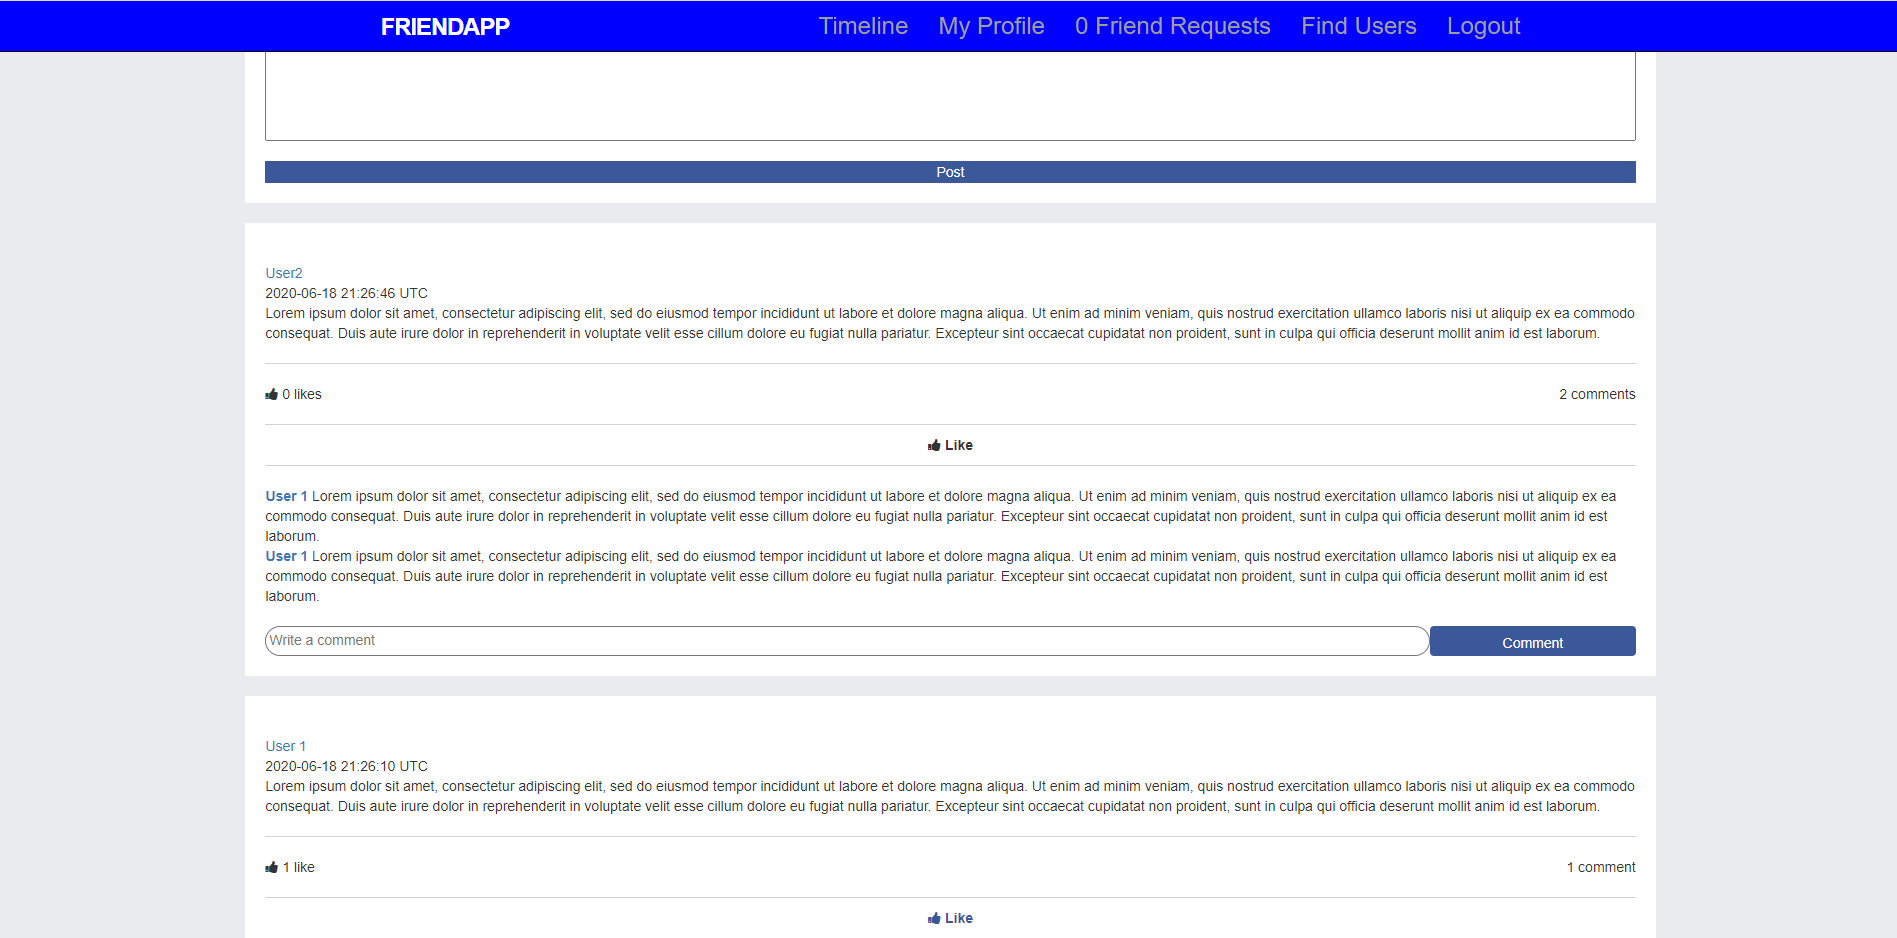 FRIENDAPP
Timeline My Profile 0 Friend Requests Find Users Logout
Post
User2
2020-06-18 21:26:46 UTC
Lorem ipsum dolor sit amet, consectetur adipiscing elit, sed do eiusmod tempor incididunt ut labore et dolore magna aliqua. Ut enim ad minim veniam, quis nostrud exercitation ullamco laboris nisi ut aliquip ex ea commodo
consequat. Duis aute irure dolor in reprehenderit in voluptate velit esse cillum dolore eu fugiat nulla pariatur. Excepteur sint occaecat cupidatat non proident, sunt in culpa qui officia deserunt mollit anim id est laborum.
0 likes
2 comments
Like
User 1 Lorem ipsum dolor sit amet, consectetur adipiscing elit, sed do eiusmod tempor incididunt ut labore et dolore magna aliqua. Ut enim ad minim veniam, quis nostrud exercitation ullamco laboris nisi ut aliquip ex ea
commodo consequat. Duis aute irure dolor in reprehenderit in voluptate velit esse cillum dolore eu fugiat nulla pariatur. Excepteur sint occaecat cupidatat non proident, sunt in culpa qui officia deserunt mollit anim id est
laborum.
User 1 Lorem ipsum dolor sit amet, consectetur adipiscing elit, sed do eiusmod tempor incididunt ut labore et dolore magna aliqua. Ut enim ad minim veniam, quis nostrud exercitation ullamco laboris nisi ut aliquip ex ea
commodo consequat. Duis aute irure dolor in reprehenderit in voluptate velit esse cillum dolore eu fugiat nulla pariatur. Excepteur sint occaecat cupidatat non proident, sunt in culpa qui officia deserunt mollit anim id est
laborum.
Write a comment
Comment
User 1
2020-06-18 21:26:10 UTC
Lorem ipsum dolor sit amet, consectetur adipiscing elit, sed do eiusmod tempor incididunt ut labore et dolore magna aliqua. Ut enim ad minim veniam, quis nostrud exercitation ullamco laboris nisi ut aliquip ex ea commodo
consequat. Duis aute irure dolor in reprehenderit in voluptate velit esse cillum dolore eu fugiat nulla pariatur. Excepteur sint occaecat cupidatat non proident, sunt in culpa qui officia deserunt mollit anim id est laborum.
1 like
1 comment
Like